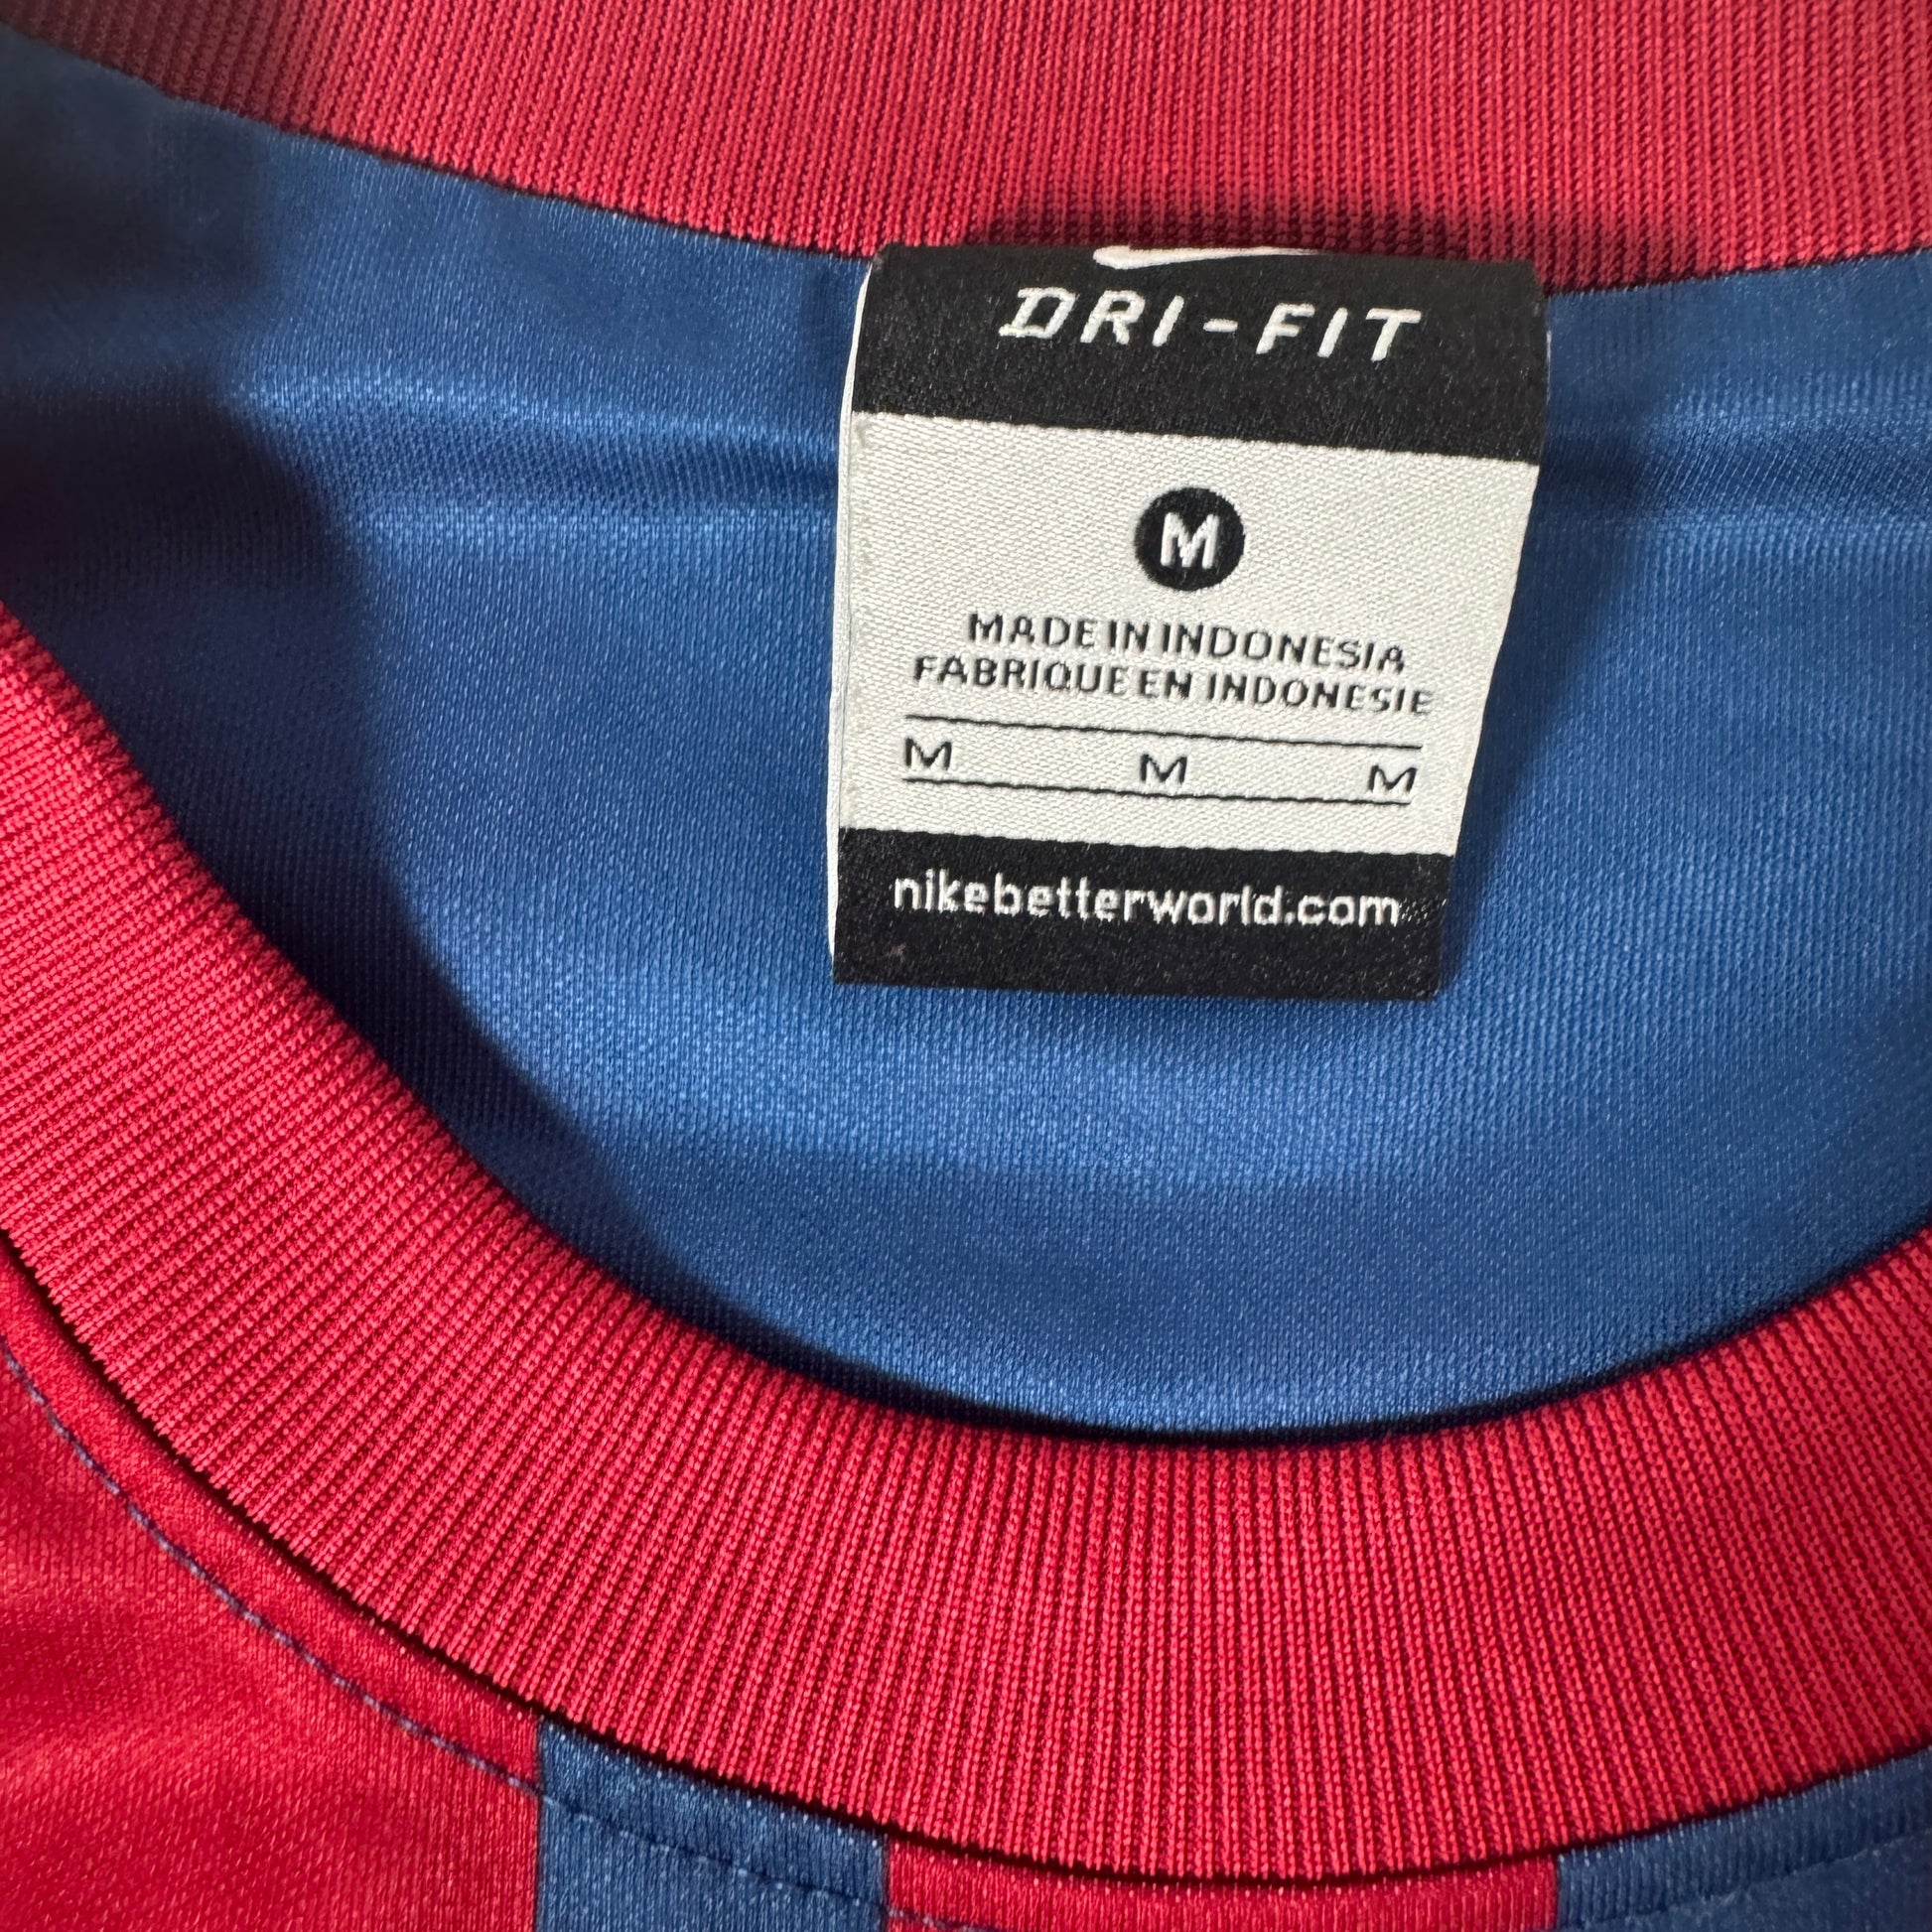 DRI-FIT
M
MADE IN INDONESIA
FABRIQUE EN INDONESIE
M M M
nikebetterworld.com